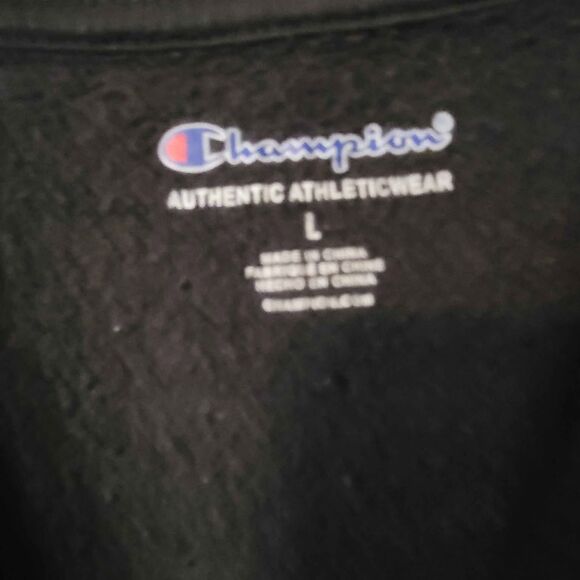 Champion®
AUTHENTIC ATHLETICWEAR
L
MADE IN CHINA
FABRIQUÉ EN CHINE
HECHO EN CHINA